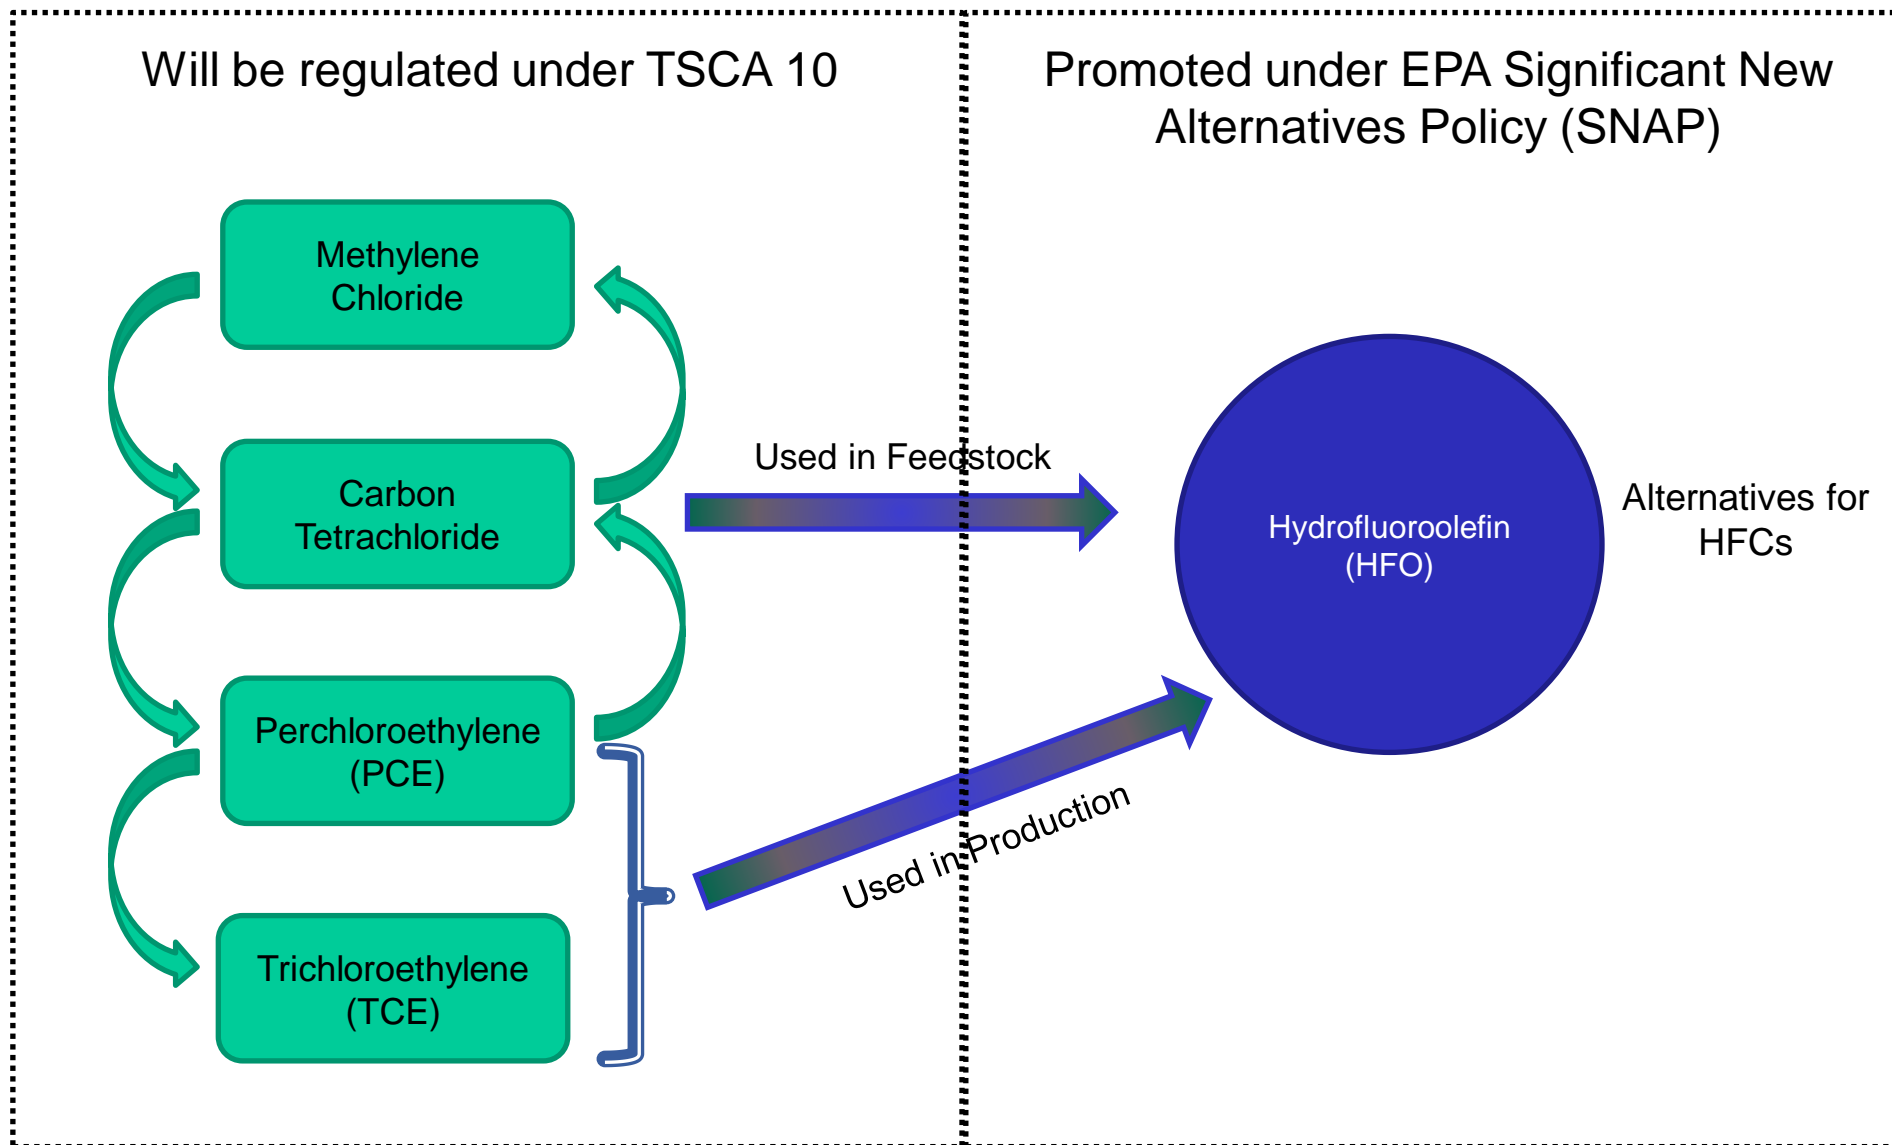 Will be regulated under TSCA 10
Promoted under EPA Significant New
Alternatives Policy (SNAP)
Methylene
Chloride
Carbon
Tetrachloride
Perchloroethylene
(PCE)
Trichloroethylene
(TCE)
Used in Feedstock
Used in Production
Hydrofluoroolefin
(HFO)
Alternatives for
HFCs